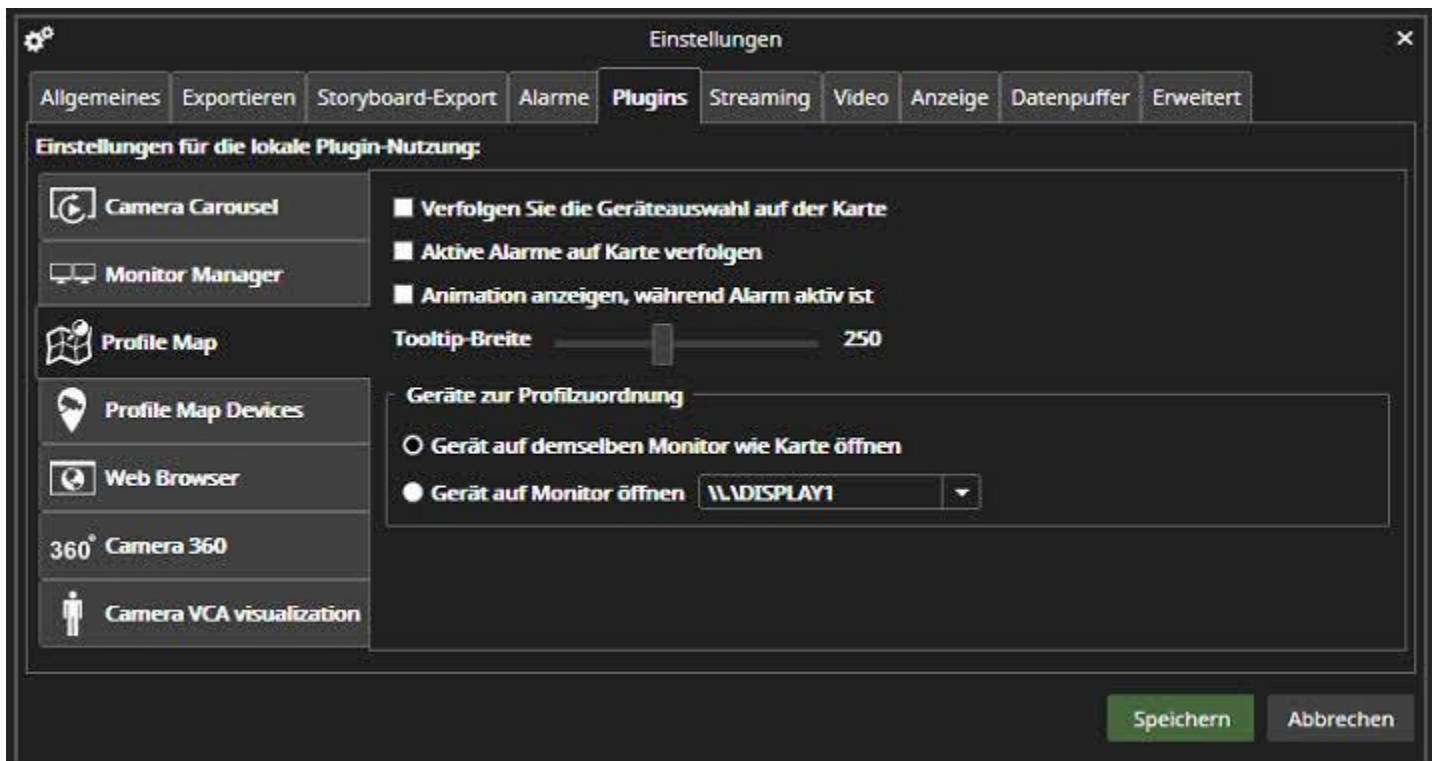 Einstellungen
Allgemeines Exportieren Storyboard-Export Alarme Plugins Streaming Video Anzeige Datenpuffer Erweitert
Einstellungen für die lokale Plugin-Nutzung:
Camera Carousel
Monitor Manager
Profile Map
Profile Map Devices
Web Browser
360° Camera 360
Camera VCA visualization
Verfolgen Sie die Geräteauswahl auf der Karte
Aktive Alarme auf Karte verfolgen
Animation anzeigen, während Alarm aktiv ist
Tooltip-Breite 250
Geräte zur Profilzuordnung
Gerät auf demselben Monitor wie Karte öffnen
Gerät auf Monitor öffnen \\.\DISPLAY1
Speichern Abbrechen